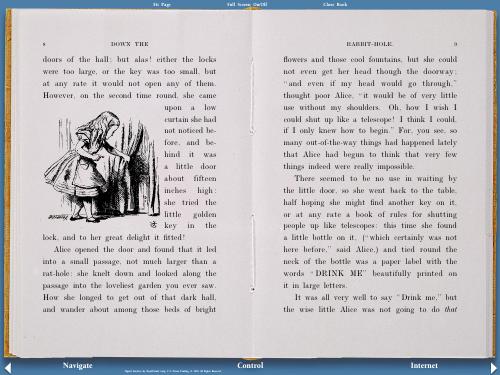 Fit Page
Full Screen On/Off
Close Book
8
DOWN THE
doors of the hall; but alas! either the locks
were too large, or the key was too small, but
at any rate it would not open any of them.
However, on the second time round, she came
upon a low
curtain she had
not noticed be-
fore, and be-
hind it was
a little door
about fifteen
inches high:
she tried the
little golden
key in the
lock, and to her great delight it fitted!
Alice opened the door and found that it led
into a small passage, not much larger than a
rat-hole: she knelt down and looked along the
passage into the loveliest garden you ever saw.
How she longed to get out of that dark hall,
and wander about among those beds of bright
RABBIT-HOLE.
9
flowers and those cool fountains, but she could
not even get her head though the doorway;
"and even if my head would go through,"
thought poor Alice, "it would be of very little
use without my shoulders. Oh, how I wish I
could shut up like a telescope! I think I could,
if I only knew how to begin." For, you see, so
many out-of-the-way things had happened lately
that Alice had begun to think that very few
things indeed were really impossible.
There seemed to be no use in waiting by
the little door, so she went back to the table,
half hoping she might find another key on it,
or at any rate a book of rules for shutting
people up like telescopes: this time she found
a little bottle on it, ("which certainly was not
here before," said Alice,) and tied round the
neck of the bottle was a paper label with the
words "DRINK ME" beautifully printed on
it in large letters.
It was all very well to say "Drink me," but
the wise little Alice was not going to do that
Navigate
Control
Internet